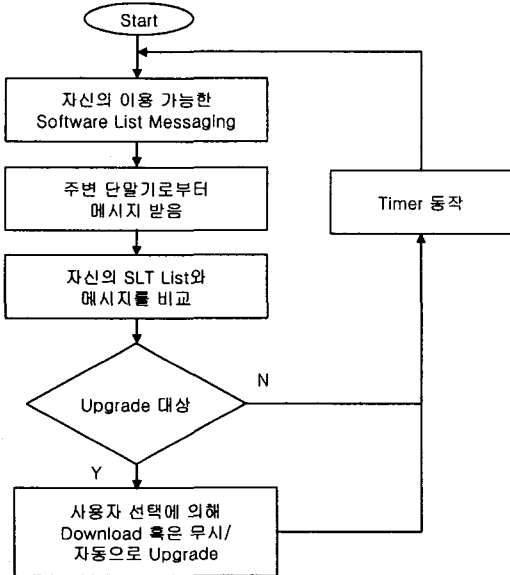 Start
자신의 이용 가능한
Software List Messaging
주변 단말기로부터
메시지 받음
Timer 동작
자신의 SLT List와
메시지를 비교
Upgrade 대상
N
Y
사용자 선택에 의해
Download 혹은 무시/
자동으로 Upgrade